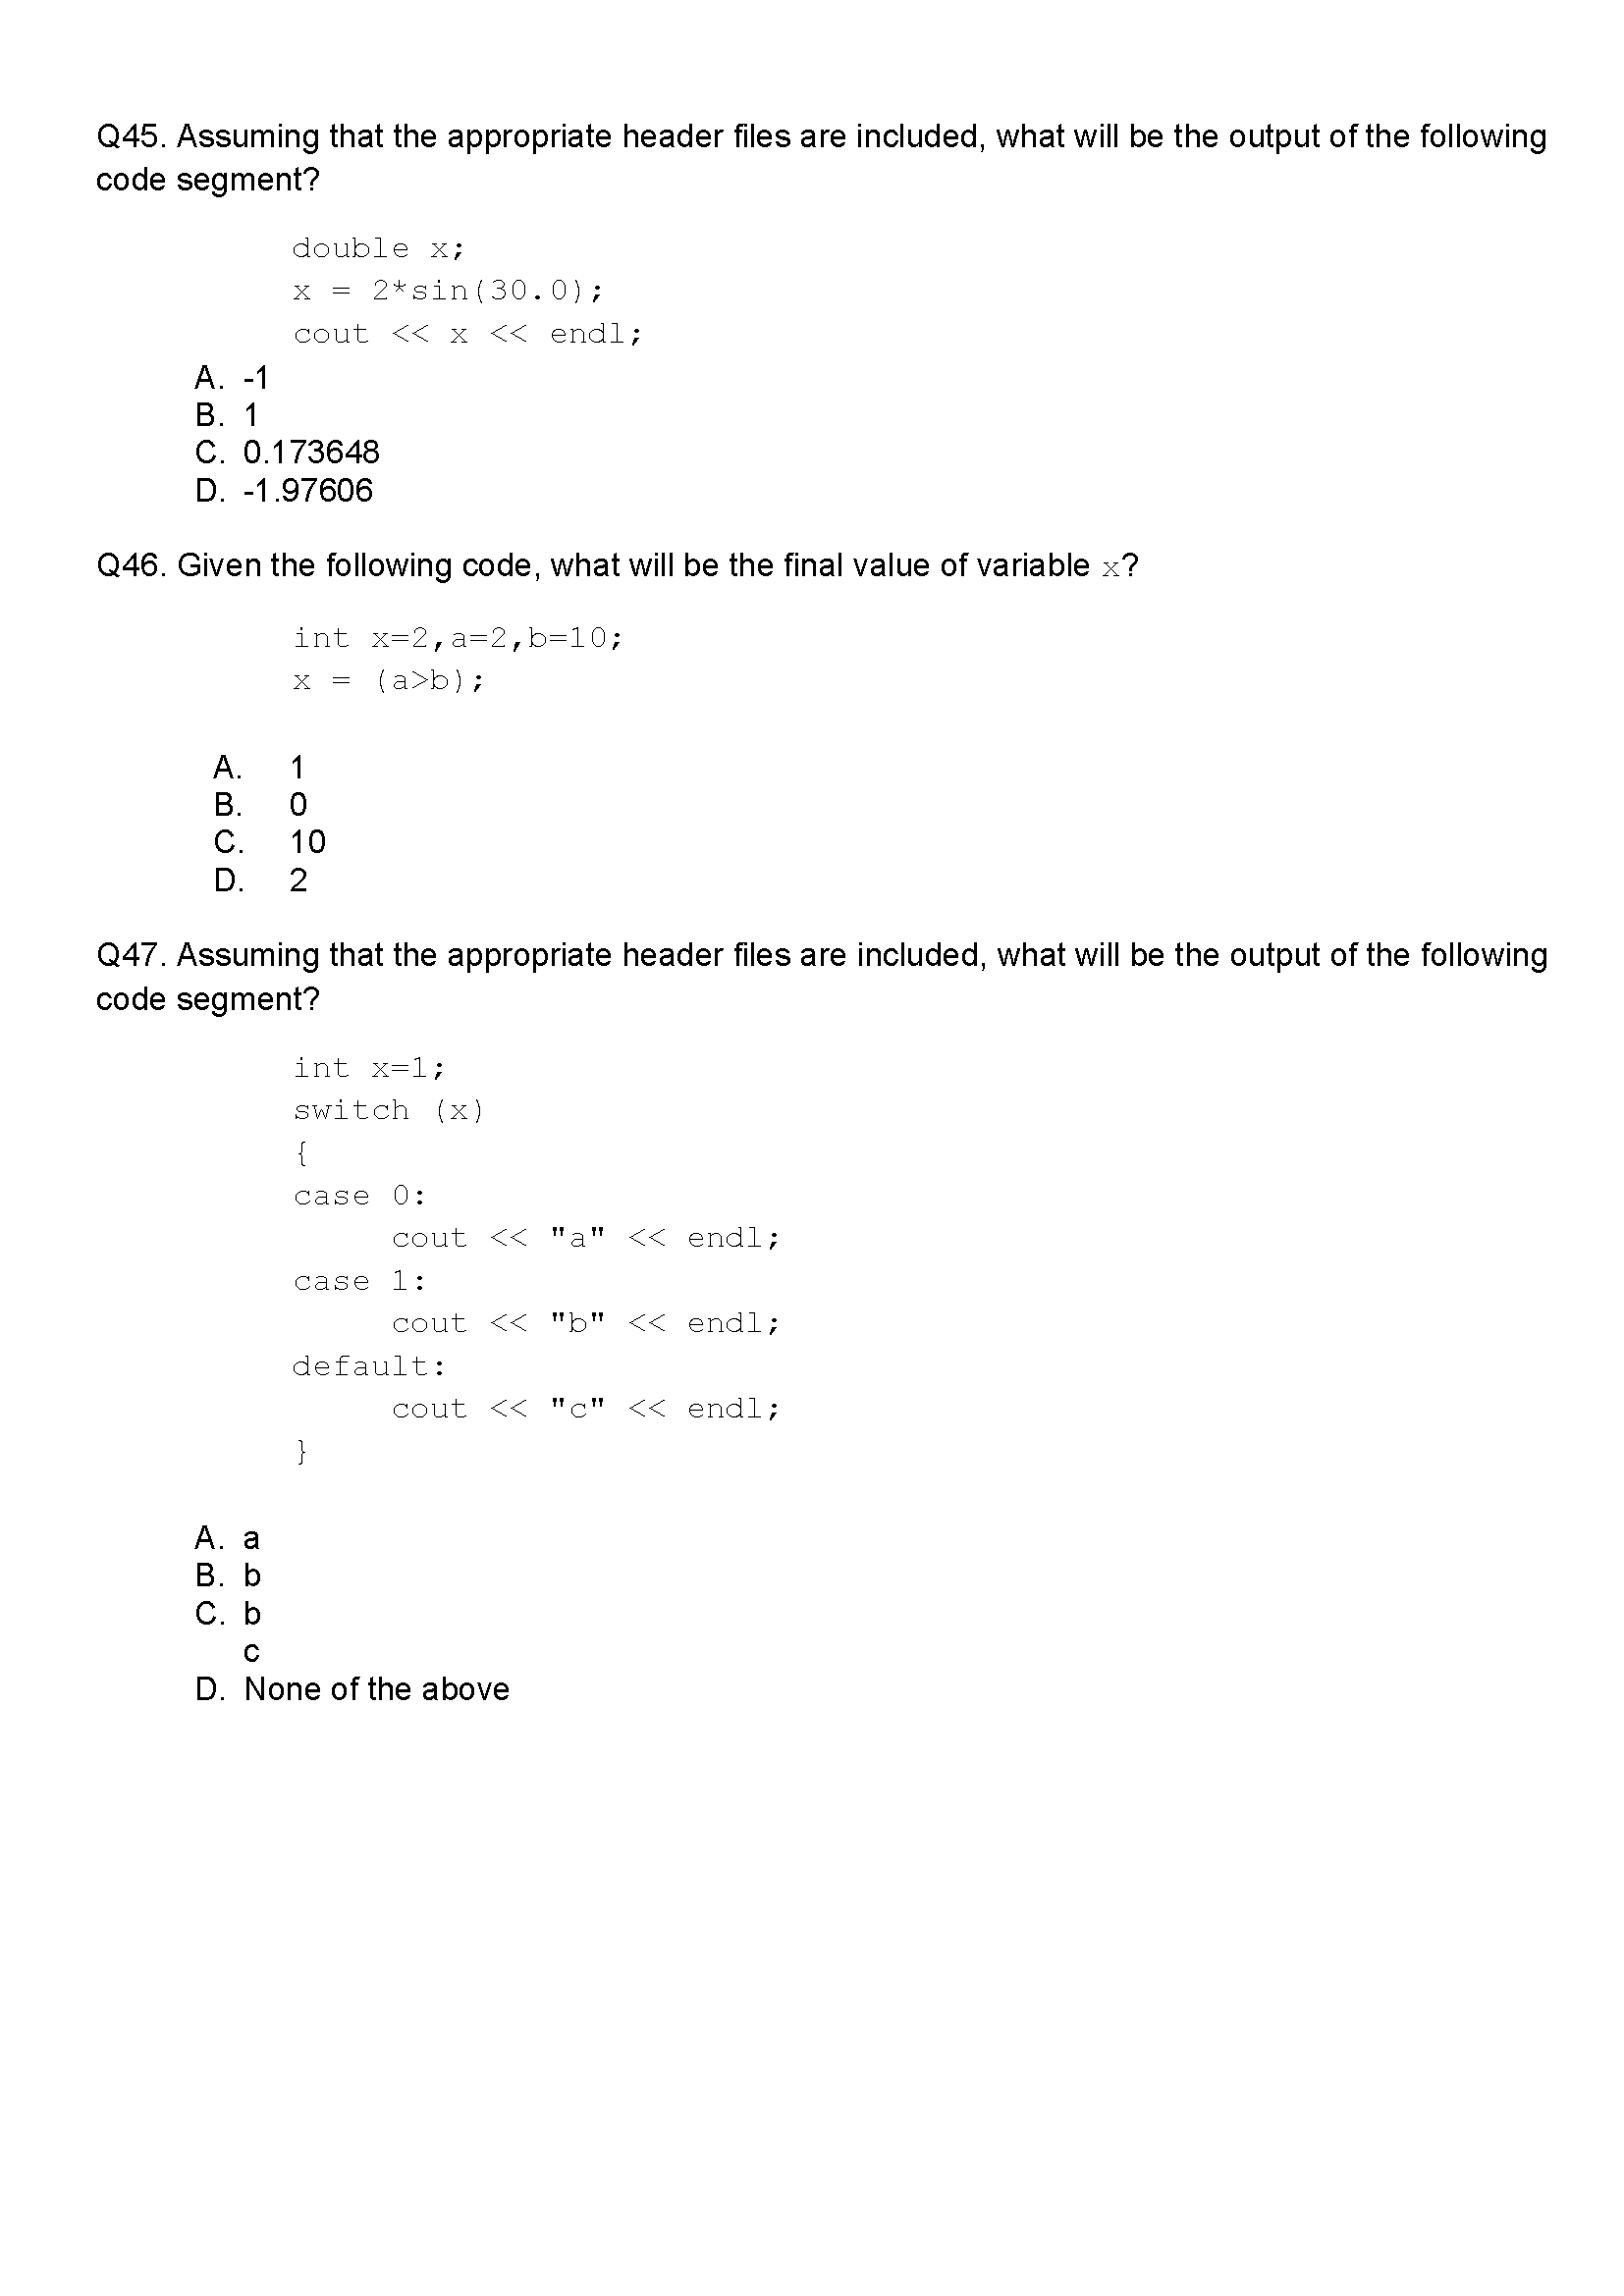 Q45. Assuming that the appropriate header files are included, what will be the output of the following
code segment?
double x;
x = 2*sin(30.0);
cout << x << endl;
A. -1
B. 1
C. 0.173648
D. -1.97606
Q46. Given the following code, what will be the final value of variable x?
int x=2,a=2,b=10;
x = (a>b);
A. 1
B. 0
C. 10
D. 2
Q47. Assuming that the appropriate header files are included, what will be the output of the following
code segment?
int x=1;
switch (x)
{
case 0:
cout << "a" << endl;
case 1:
cout << "b" << endl;
default:
cout << "c" << endl;
}
A. a
B. b
C. b
c
D. None of the above